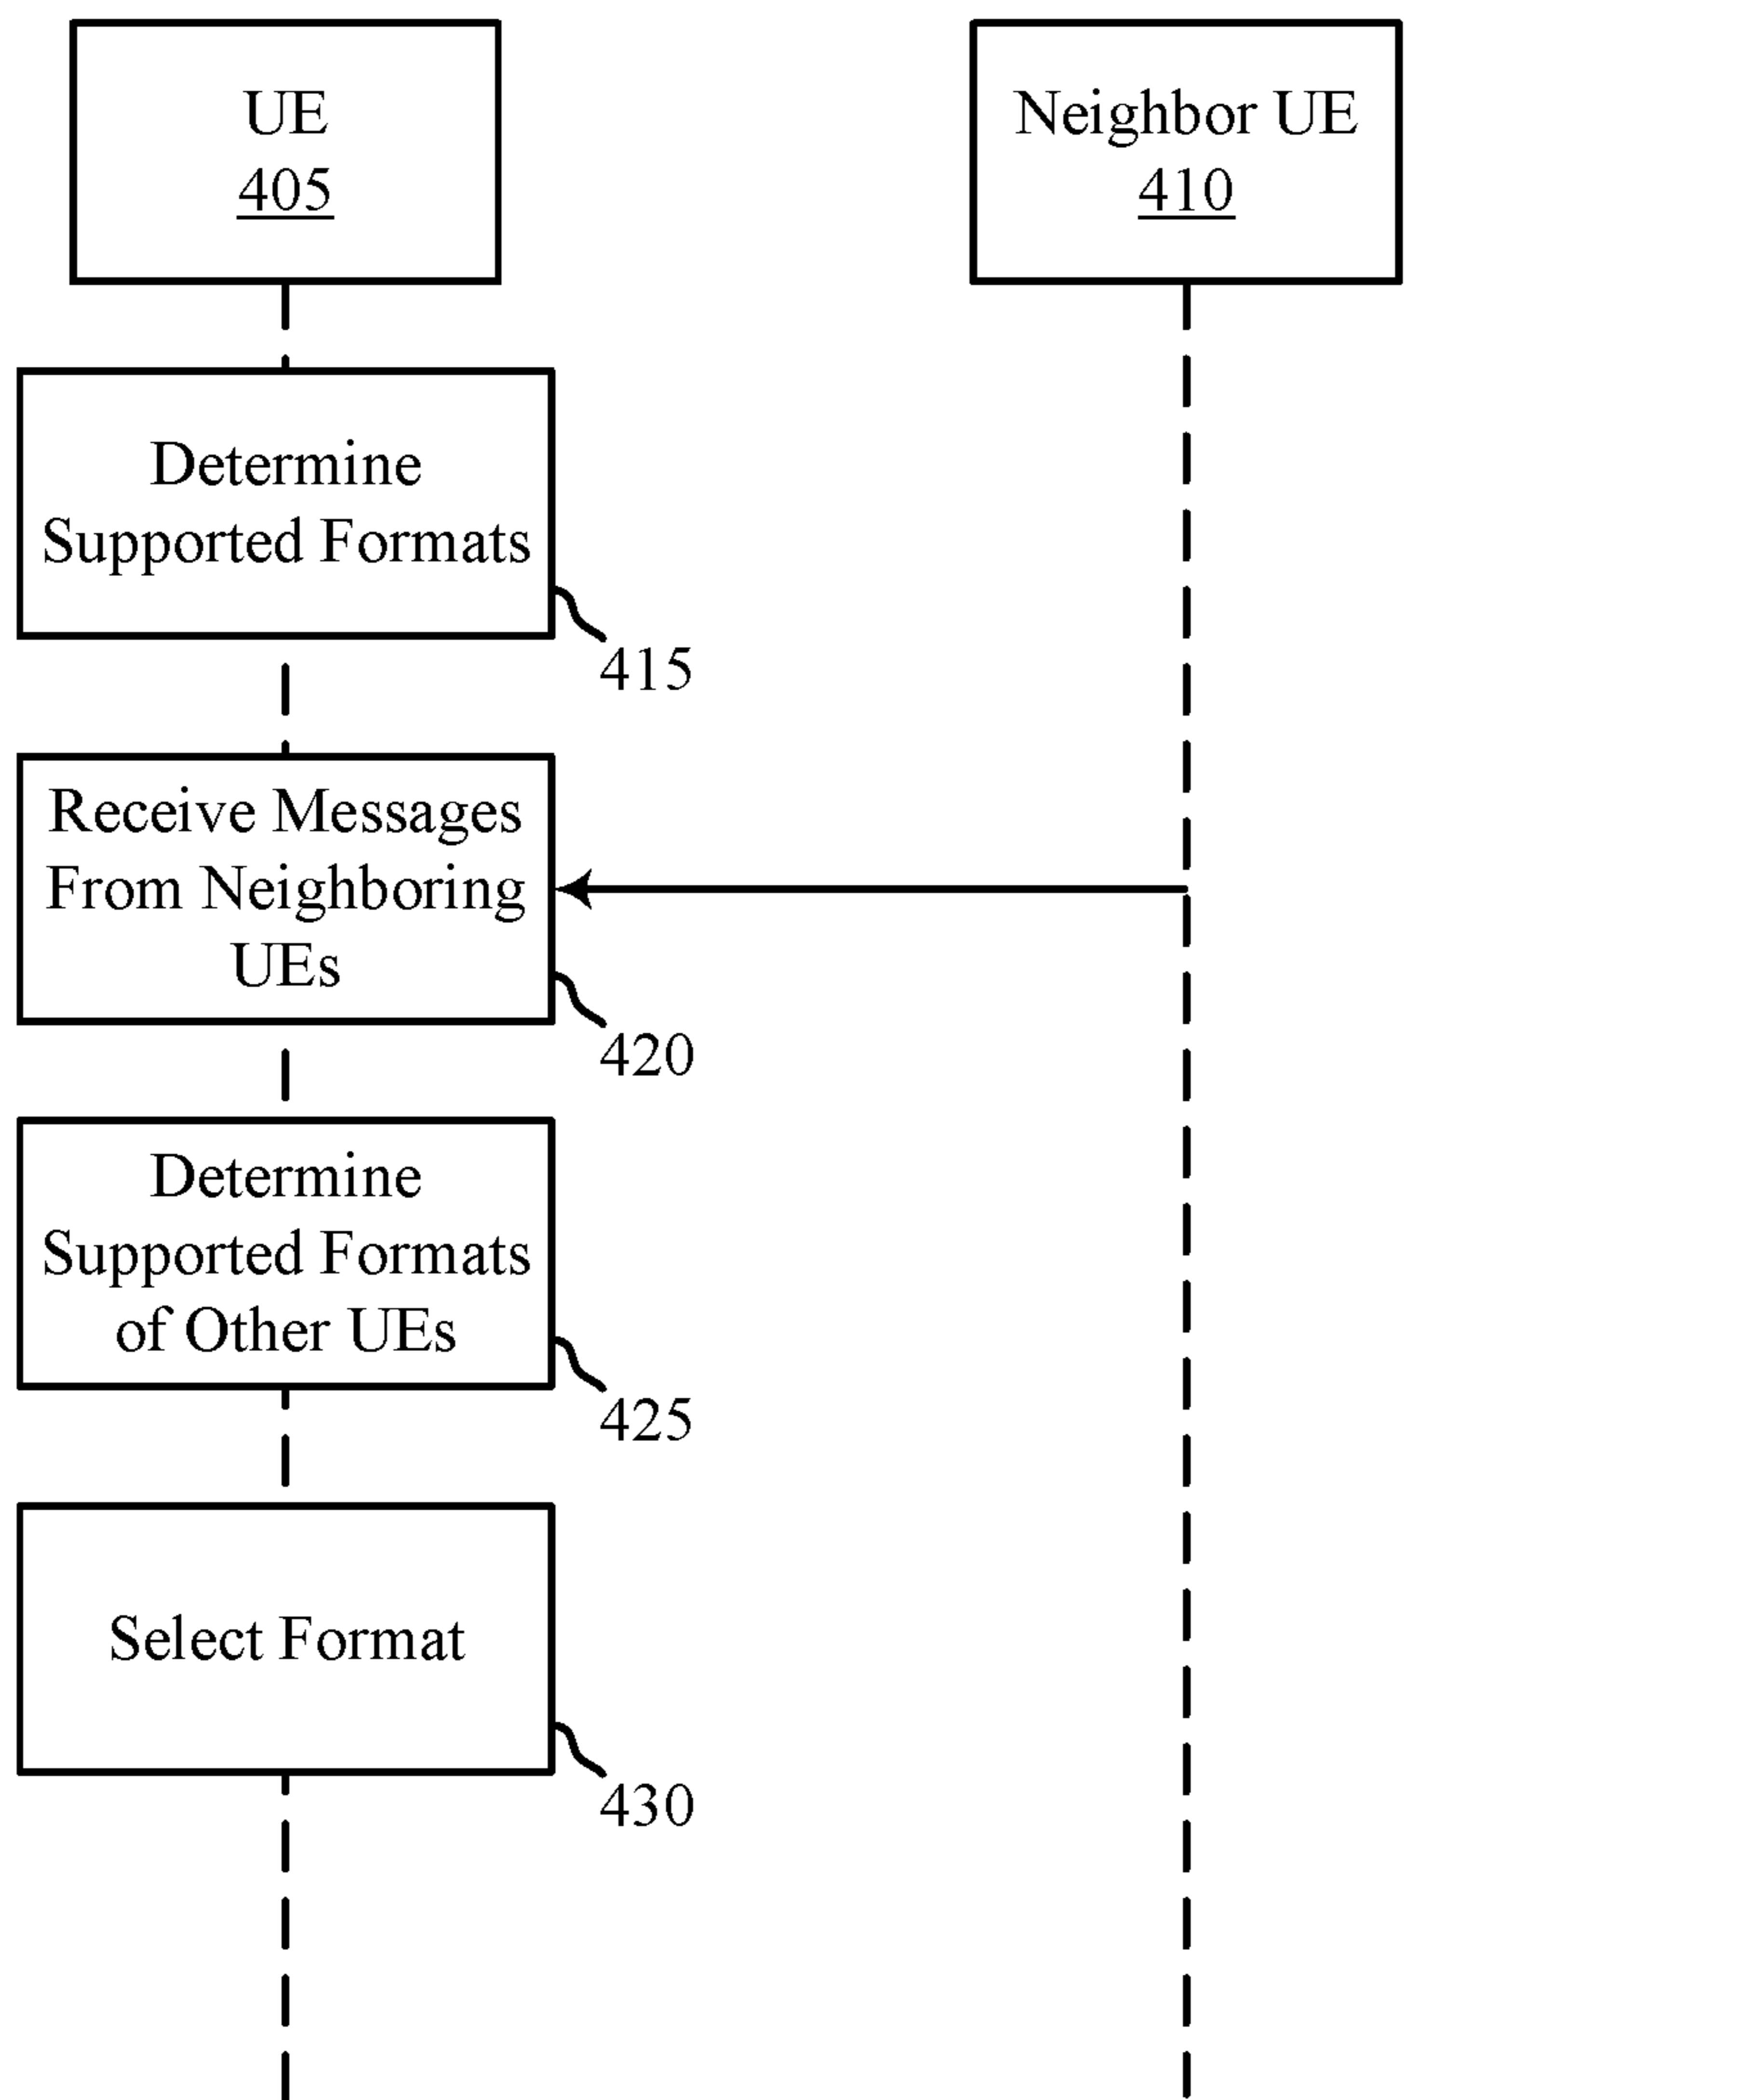 UE
405
Neighbor UE
410
Determine
Supported Formats
415
Receive Messages
From Neighboring
UEs
420
Determine
Supported Formats
of Other UEs
425
Select Format
430